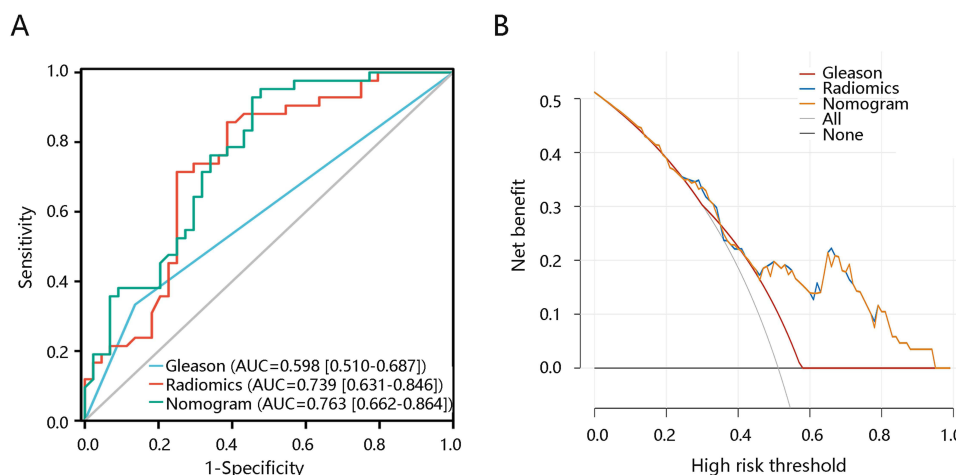 A
Sensitivity
1.0
0.8
0.6
0.4
0.2
0.0
Gleason (AUC=0.598 [0.510-0.687])
Radiomics (AUC=0.739 [0.631-0.846])
Nomogram (AUC=0.763 [0.662-0.864])
0.0 0.2 0.4 0.6 0.8 1.0
1-Specificity
B
Net benefit
0.5
0.4
0.3
0.2
0.1
0.0
Gleason
Radiomics
Nomogram
All
None
0.0 0.2 0.4 0.6 0.8 1.0
High risk threshold